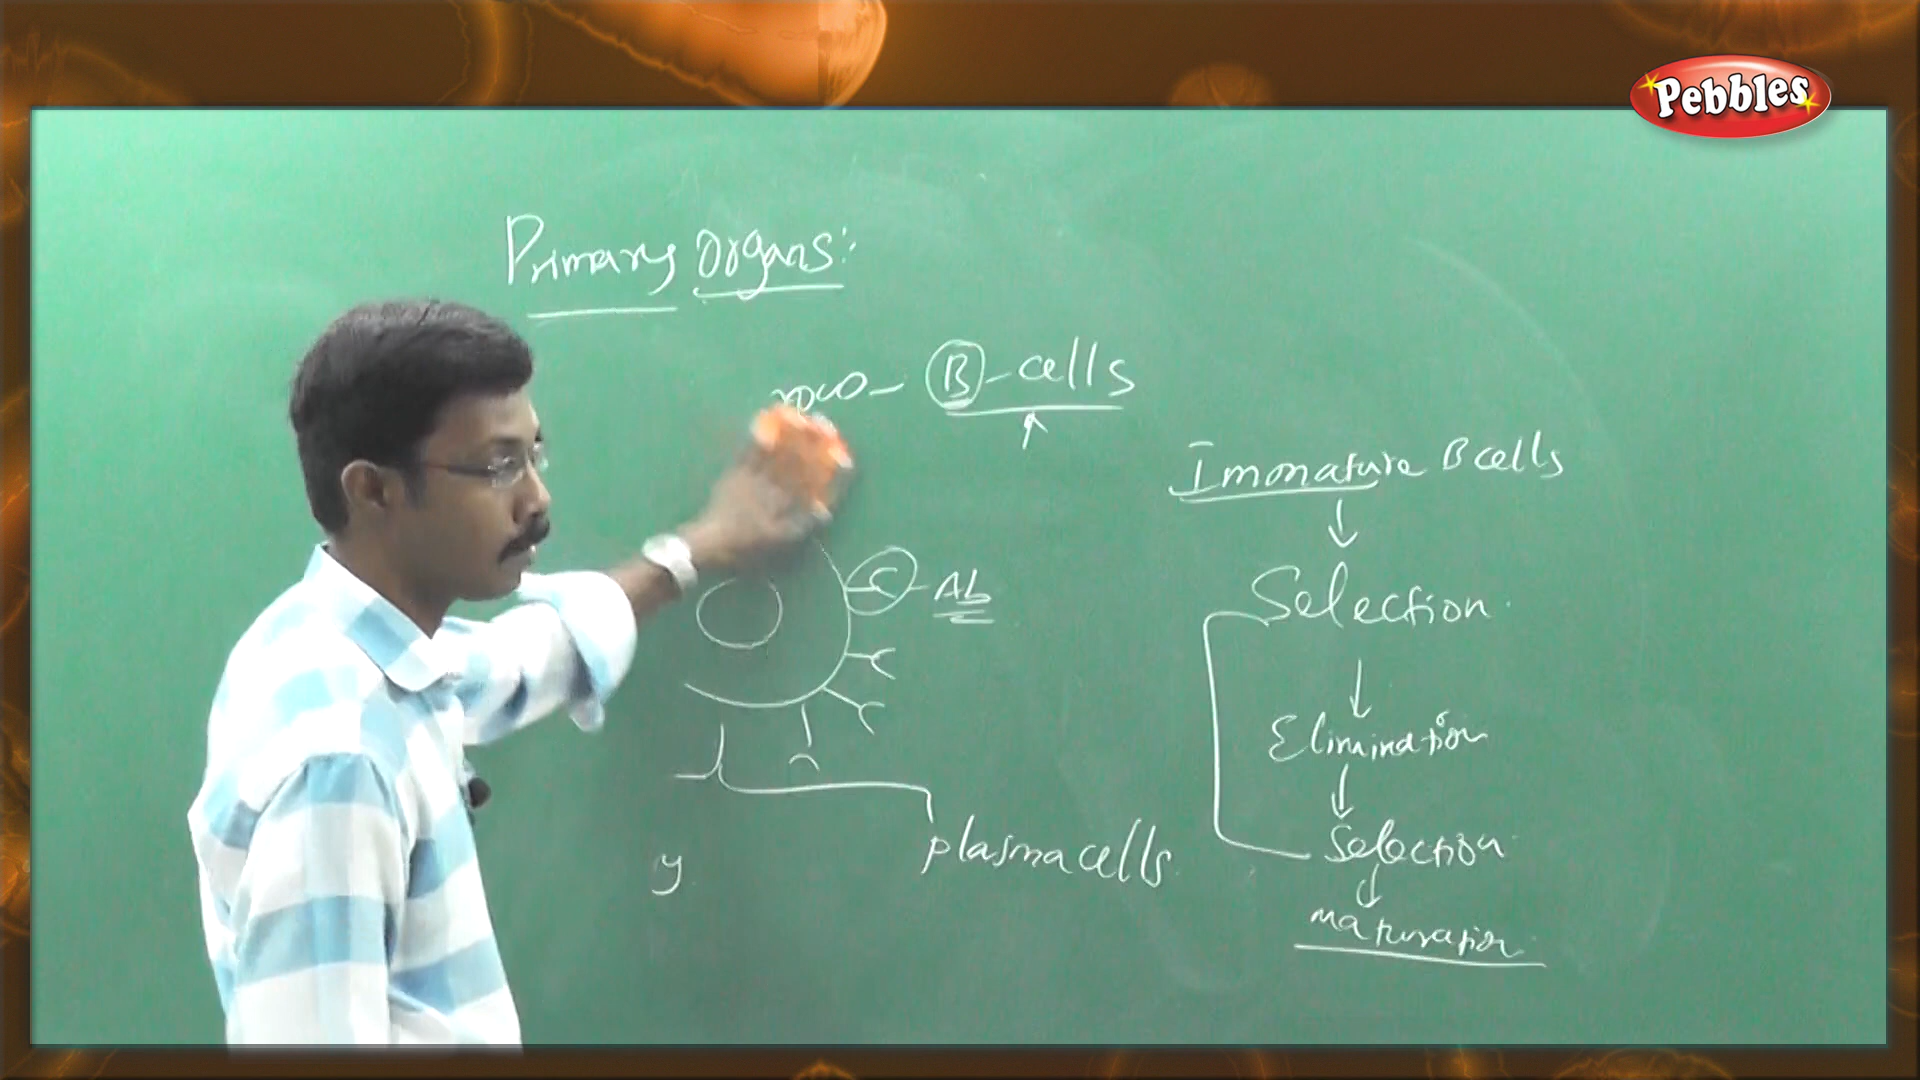 Pebbles
Primary Organs:
B-cells
Immature B cells
Selection
Ab
Elimination
Selection
plasma cells
y
maturation